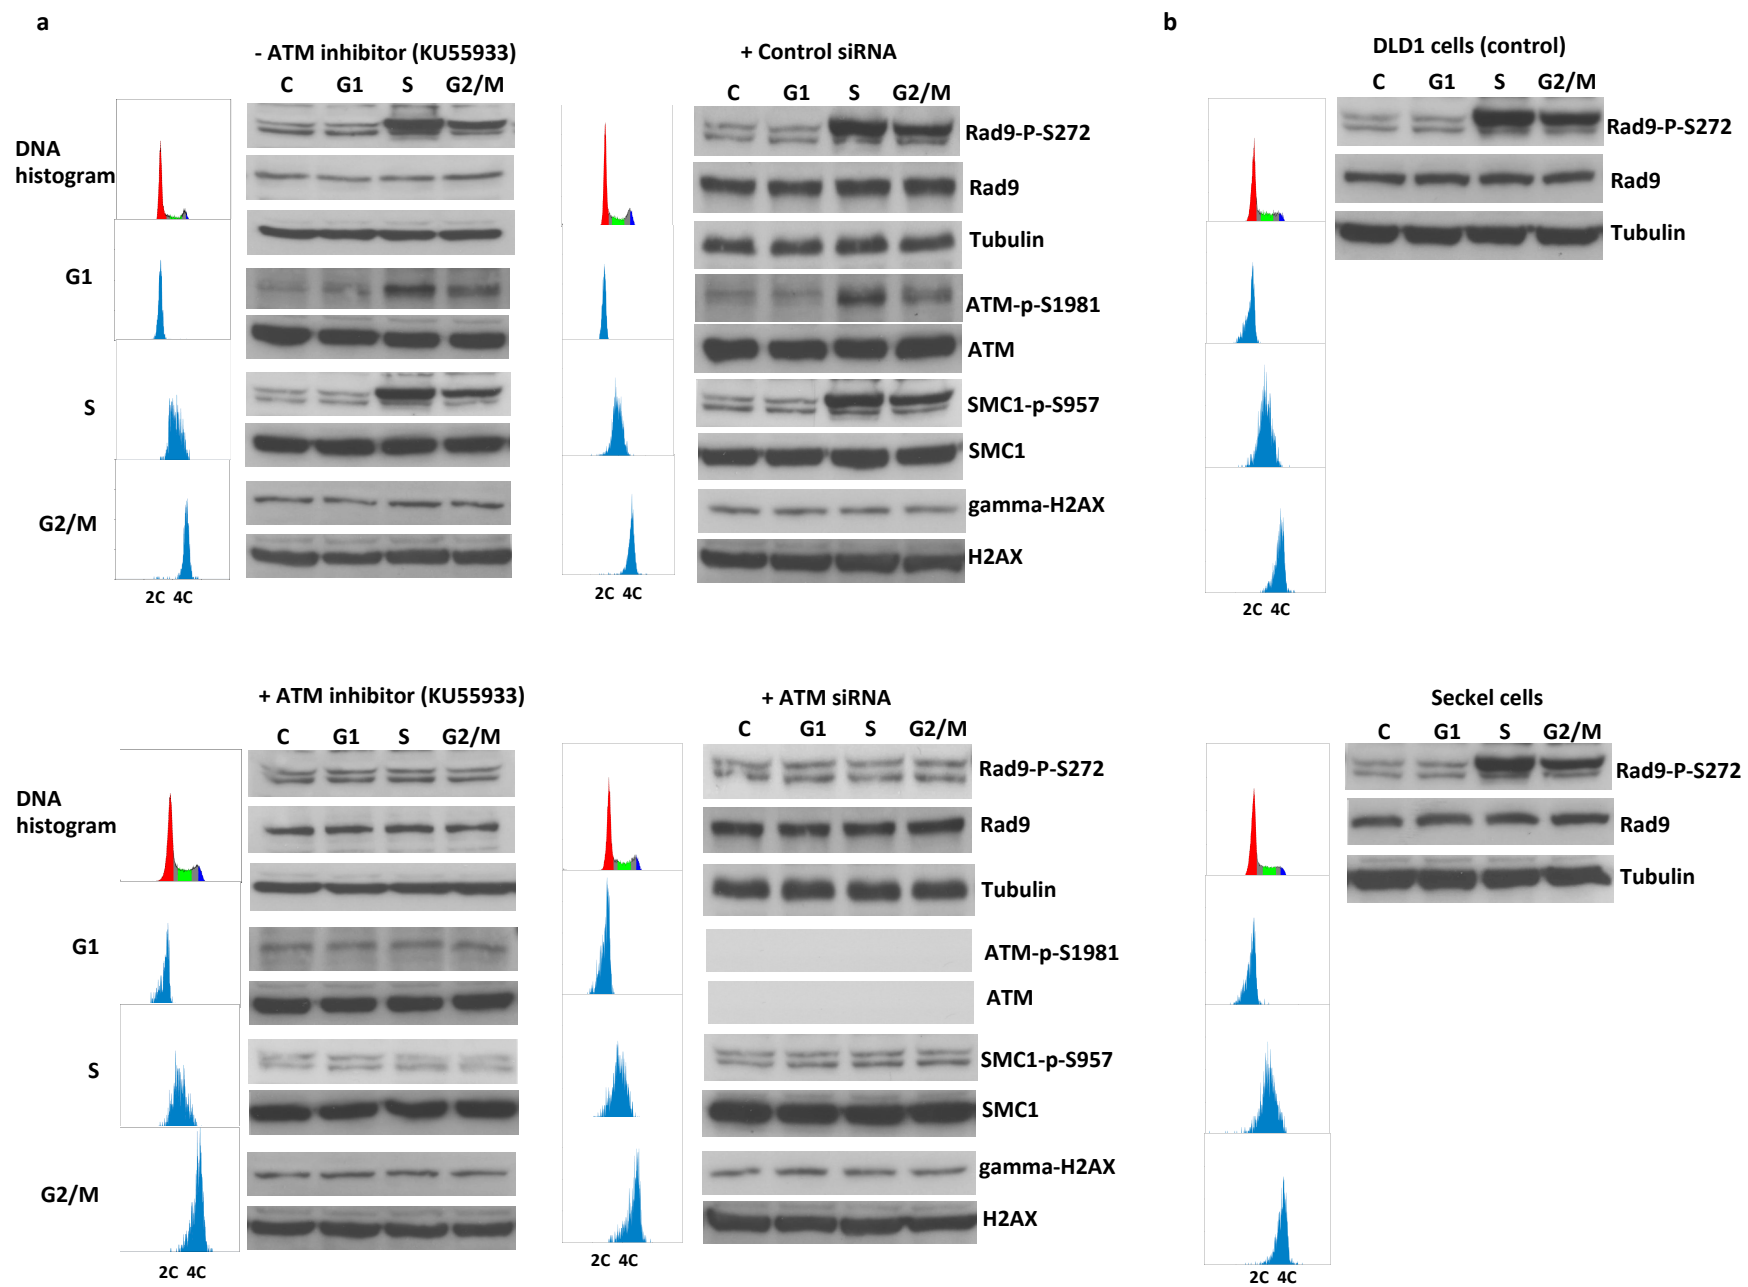 a
- ATM inhibitor (KU55933)
C G1 S G2/M
DNA
histogram
G1
S
G2/M
2C 4C
+ Control siRNA
C G1 S G2/M
Rad9-P-S272
Rad9
Tubulin
ATM-p-S1981
ATM
SMC1-p-S957
SMC1
gamma-H2AX
H2AX
2C 4C
+ ATM inhibitor (KU55933)
C G1 S G2/M
DNA
histogram
G1
S
G2/M
2C 4C
+ ATM siRNA
C G1 S G2/M
Rad9-P-S272
Rad9
Tubulin
ATM-p-S1981
ATM
SMC1-p-S957
SMC1
gamma-H2AX
H2AX
2C 4C
b
DLD1 cells (control)
C G1 S G2/M
Rad9-P-S272
Rad9
Tubulin
2C 4C
Seckel cells
C G1 S G2/M
Rad9-P-S272
Rad9
Tubulin
2C 4C